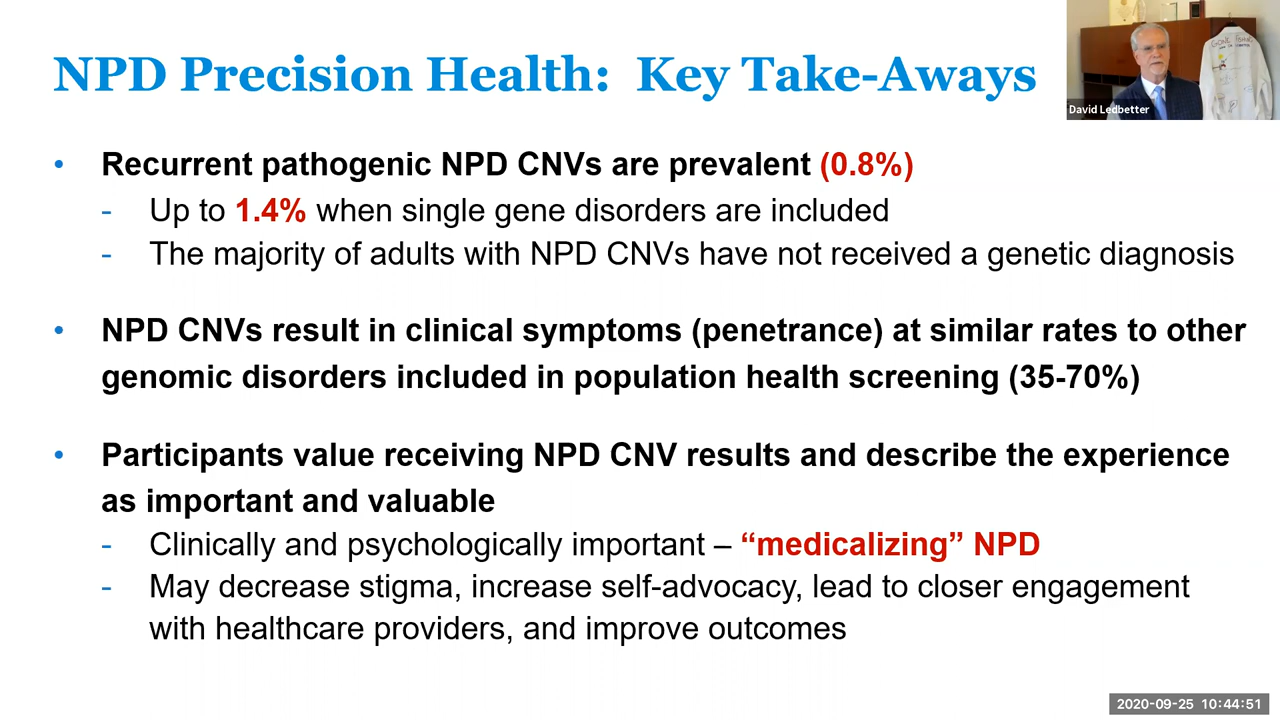 NPD Precision Health: Key Take-Aways
David Ledbetter
• Recurrent pathogenic NPD CNVs are prevalent (0.8%)
- Up to 1.4% when single gene disorders are included
- The majority of adults with NPD CNVs have not received a genetic diagnosis
• NPD CNVs result in clinical symptoms (penetrance) at similar rates to other
genomic disorders included in population health screening (35-70%)
• Participants value receiving NPD CNV results and describe the experience
as important and valuable
- Clinically and psychologically important – “medicalizing” NPD
- May decrease stigma, increase self-advocacy, lead to closer engagement
with healthcare providers, and improve outcomes
2020-09-25 10:44:51